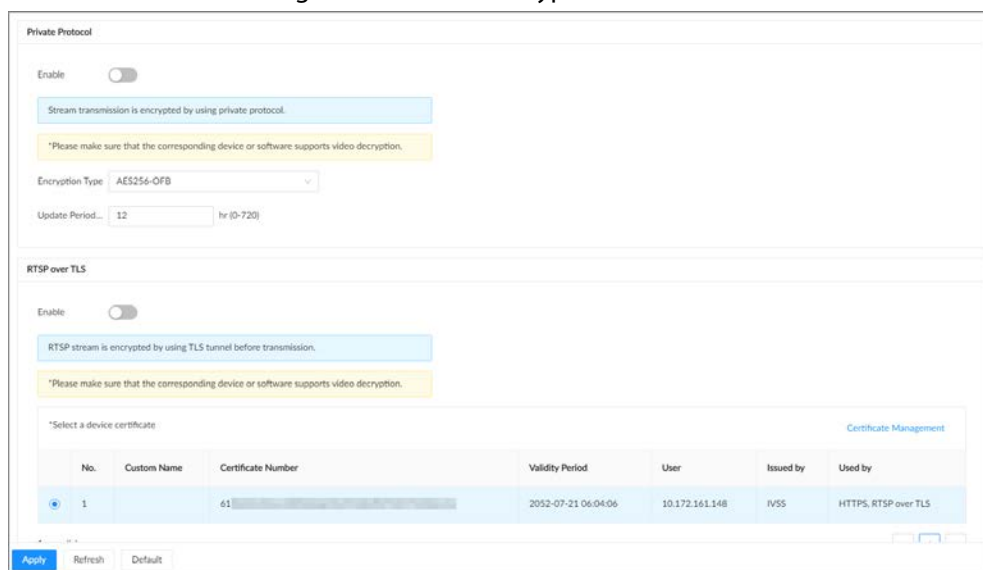 Private Protocol
Enable
Stream transmission is encrypted by using private protocol.
*Please make sure that the corresponding device or software supports video decryption.
Encryption Type AES256-OFB
Update Period... 12 hr (0-720)
RTSP over TLS
Enable
RTSP stream is encrypted by using TLS tunnel before transmission.
*Please make sure that the corresponding device or software supports video decryption.
*Select a device certificate Certificate Management
No. Custom Name Certificate Number Validity Period User Issued by Used by
1 61 2052-07-21 06:04:06 10.172.161.148 IVSS HTTPS, RTSP over TLS
Apply Refresh Default